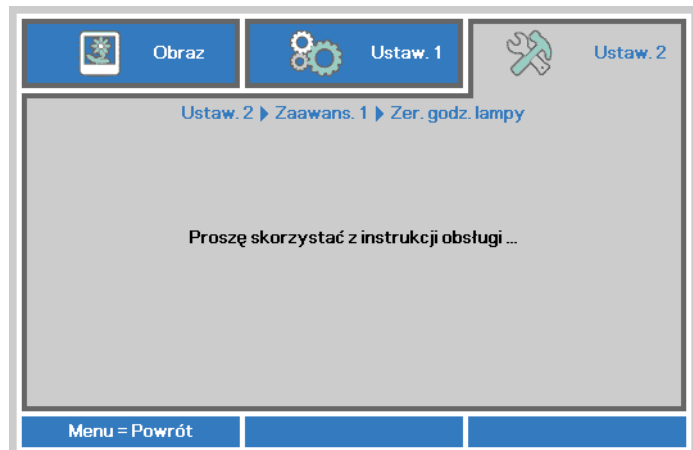 Obraz
Ustaw. 1
Ustaw. 2
Ustaw. 2 ▶ Zaawans. 1 ▶ Zer. godz. lampy
Proszę skorzystać z instrukcji obsługi ...
Menu = Powrót